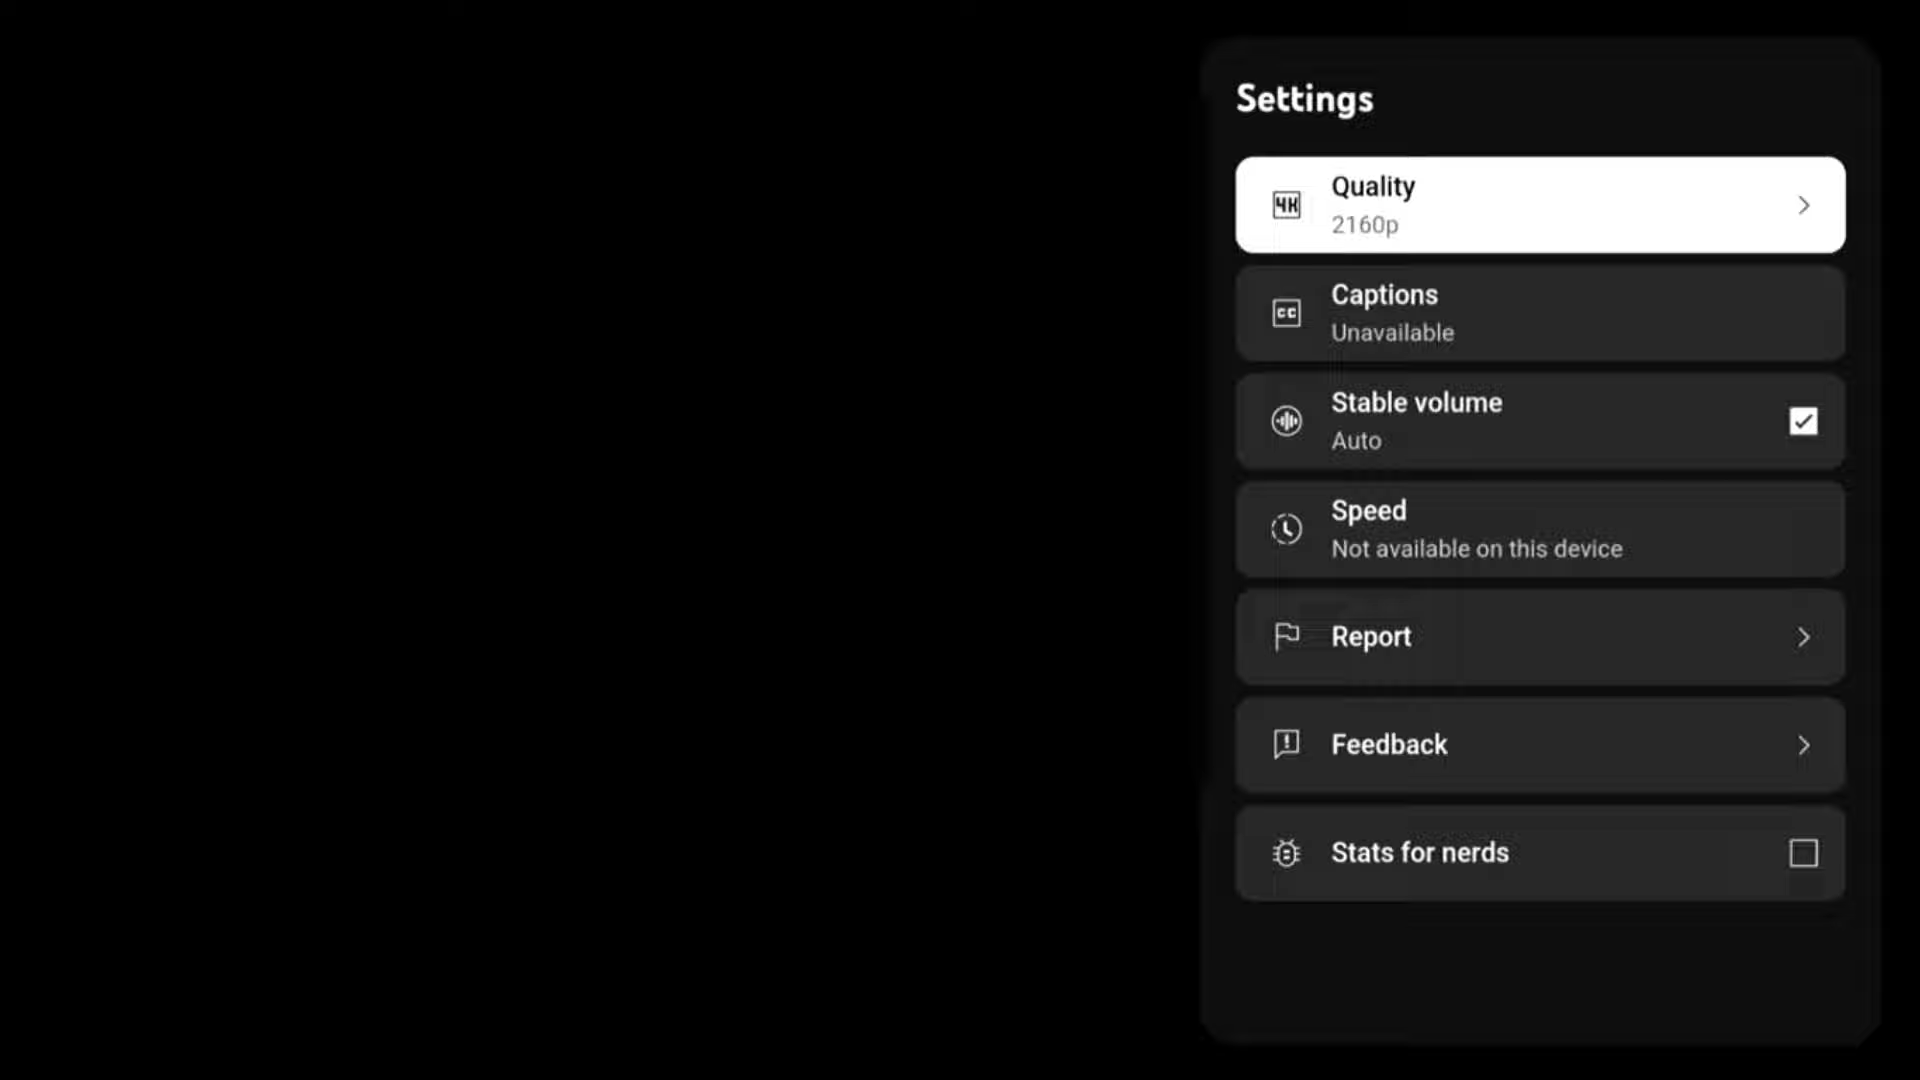 Settings
4K
Quality
2160p
CC
Captions
Unavailable
Stable volume
Auto
Speed
Not available on this device
Report
Feedback
Stats for nerds